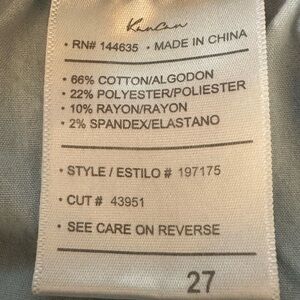 KanCan
• RN# 144635 • MADE IN CHINA
• 66% COTTON/ALGODON
• 22% POLYESTER/POLIESTER
• 10% RAYON/RAYON
• 2% SPANDEX/ELASTANO
• STYLE / ESTILO # 197175
• CUT # 43951
• SEE CARE ON REVERSE
27